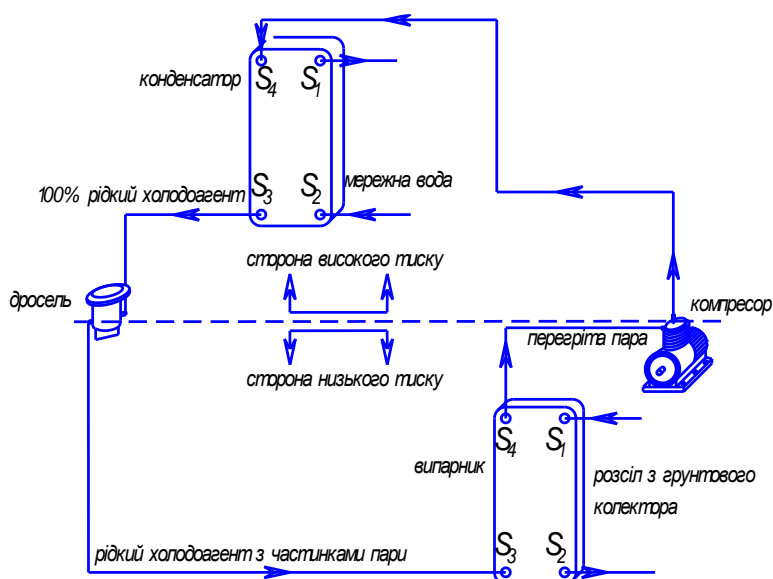 конденсатор
S4 S1
S3 S2
мережна вода
100% рідкий холодоагент
сторона високого тиску
дросель
компресор
перегріта пара
сторона низького тиску
S4 S1
випарник
розсіл з грунтового
колектора
S3 S2
рідкий холодоагент з частинками пари